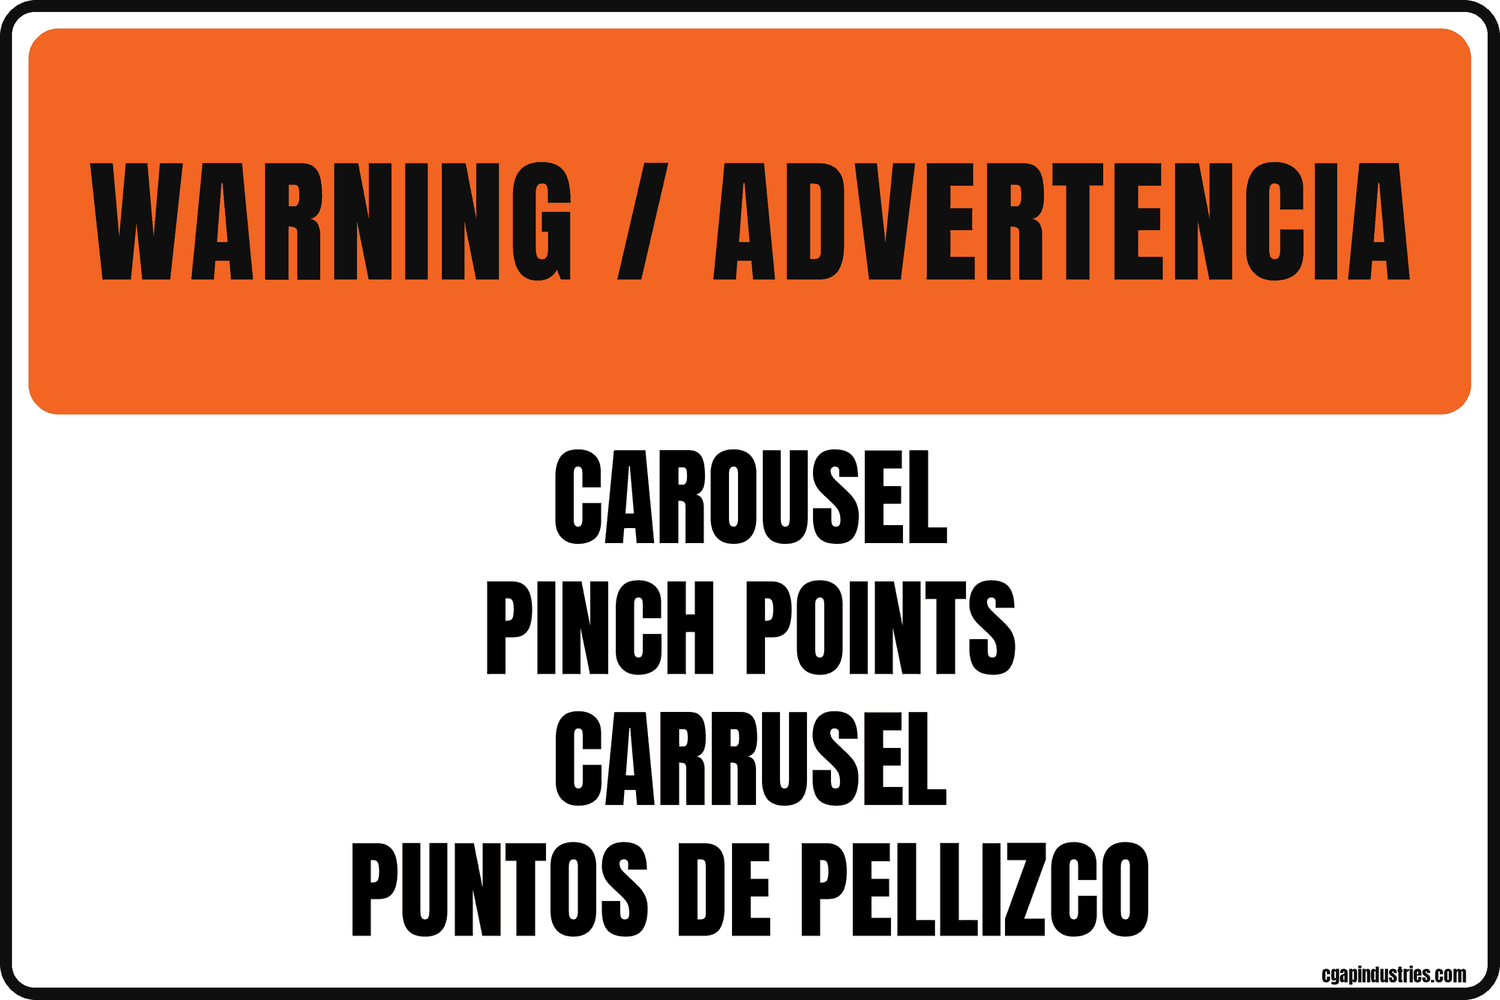 WARNING / ADVERTENCIA
CAROUSEL
PINCH POINTS
CARRUSEL
PUNTOS DE PELLIZCO
cgapindustries.com